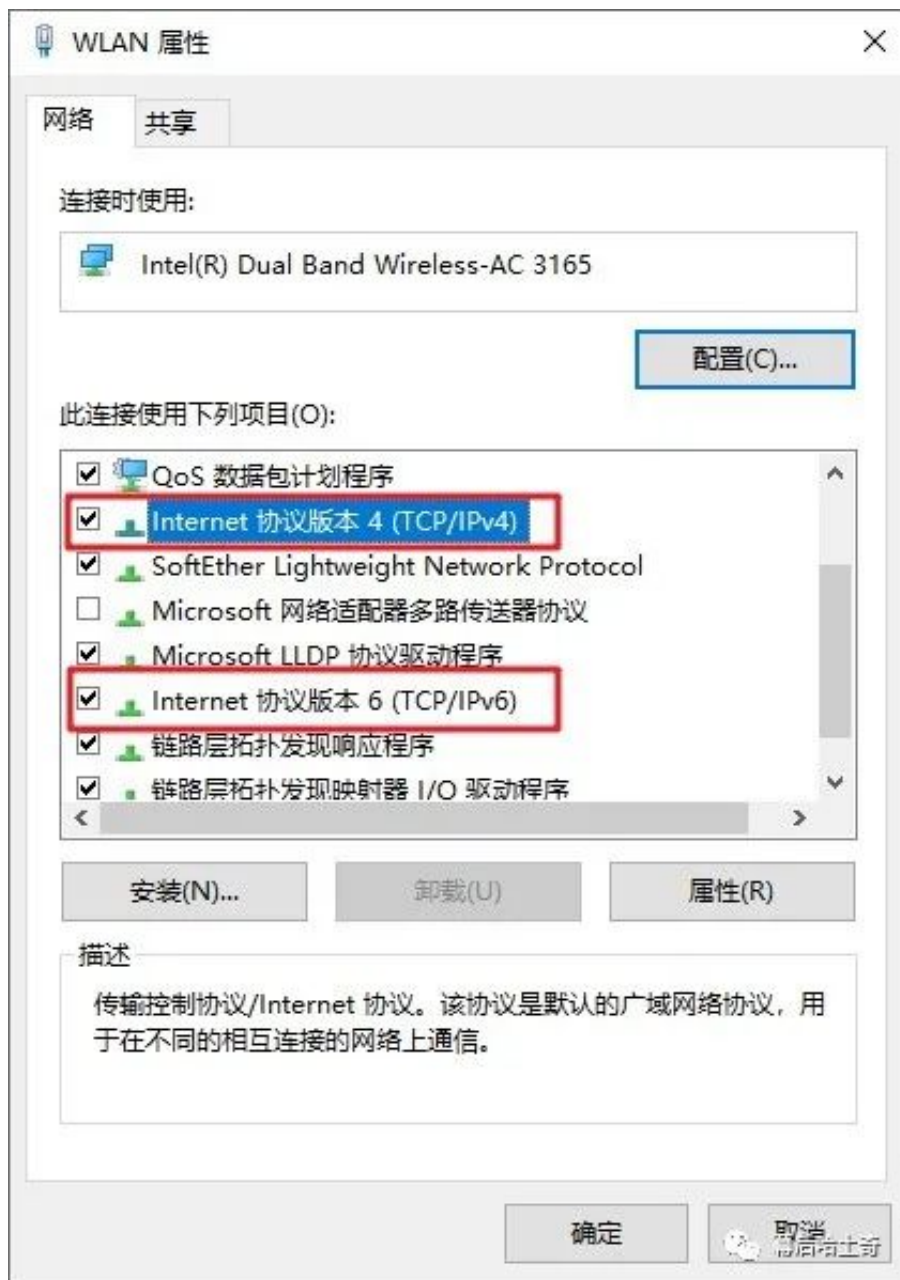 WLAN 属性
网络
共享
连接时使用:
Intel(R) Dual Band Wireless-AC 3165
配置(C)...
此连接使用下列项目(O):
QoS 数据包计划程序
Internet 协议版本 4 (TCP/IPv4)
SoftEther Lightweight Network Protocol
Microsoft 网络适配器多路传送器协议
Microsoft LLDP 协议驱动程序
Internet 协议版本 6 (TCP/IPv6)
链路层拓扑发现响应程序
链路层拓扑发现映射器 I/O 驱动程序
安装(N)...
卸载(U)
属性(R)
描述
传输控制协议/Internet 协议。该协议是默认的广域网络协议，用
于在不同的相互连接的网络上通信。
确定
取消